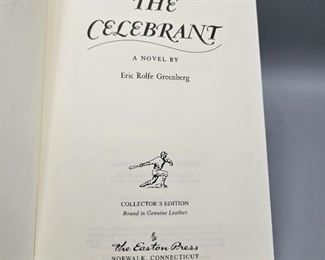 THE
CELEBRANT
A NOVEL BY
Eric Rolfe Greenberg
COLLECTOR'S EDITION
Bound in Genuine Leather
The Easton Press
NORWALK, CONNECTICUT